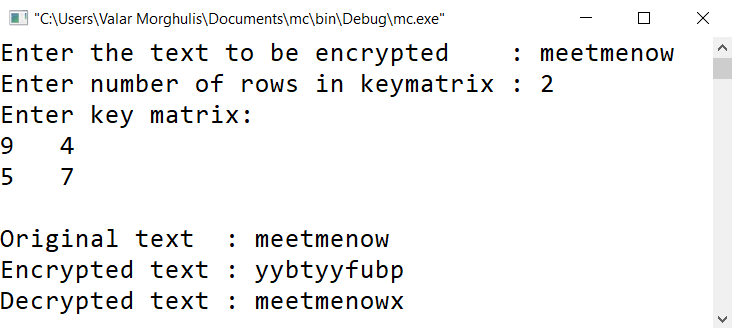 "C:\Users\Valar Morghulis\Documents\mc\bin\Debug\mc.exe"
Enter the text to be encrypted    : meetmenow
Enter number of rows in keymatrix : 2
Enter key matrix:
9   4
5   7
Original text  : meetmenow
Encrypted text : yybtyyfubp
Decrypted text : meetmenowx